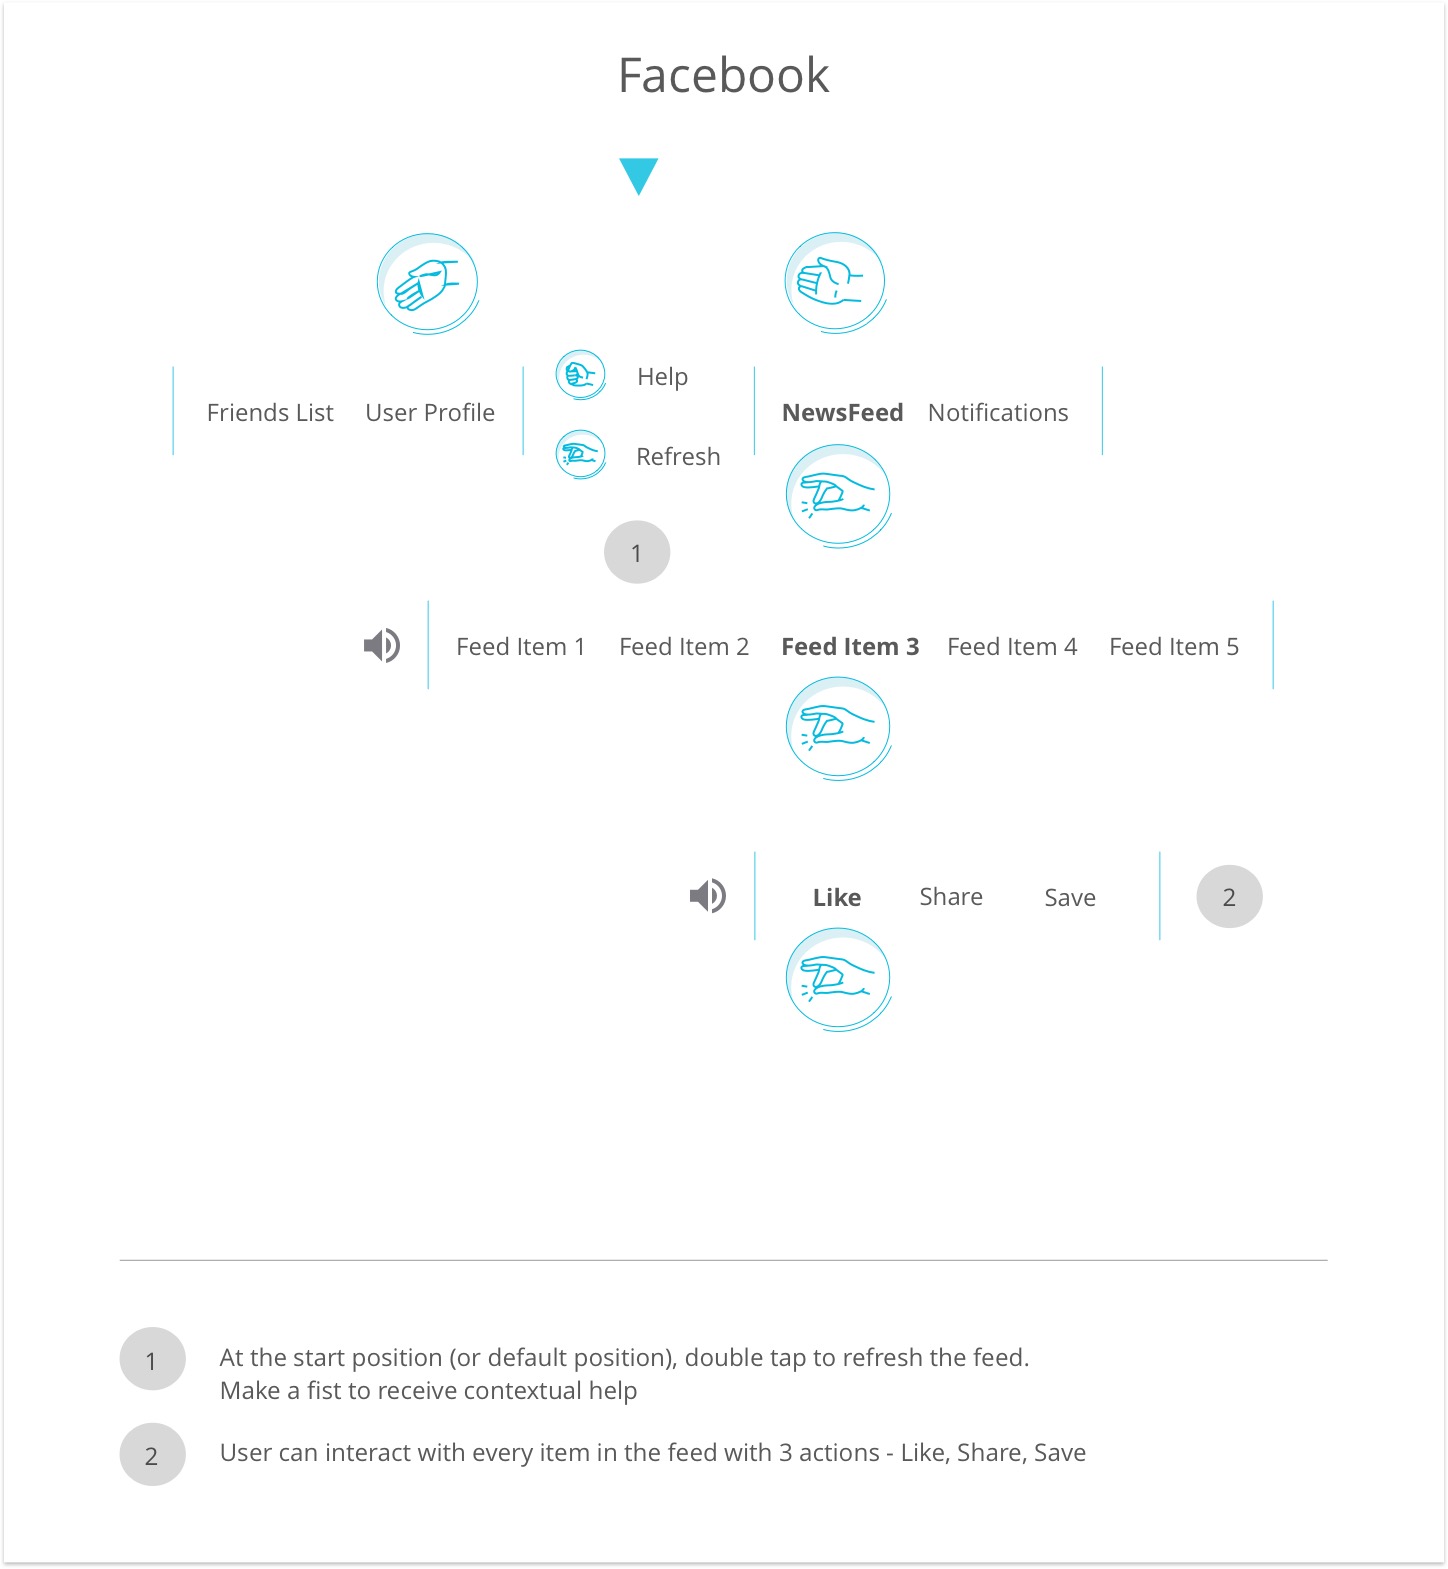 Facebook
Help
Friends List User Profile
NewsFeed Notifications
Refresh
1
Feed Item 1 Feed Item 2 Feed Item 3 Feed Item 4 Feed Item 5
Like Share Save
2
1
At the start position (or default position), double tap to refresh the feed.
Make a fist to receive contextual help
2
User can interact with every item in the feed with 3 actions - Like, Share, Save